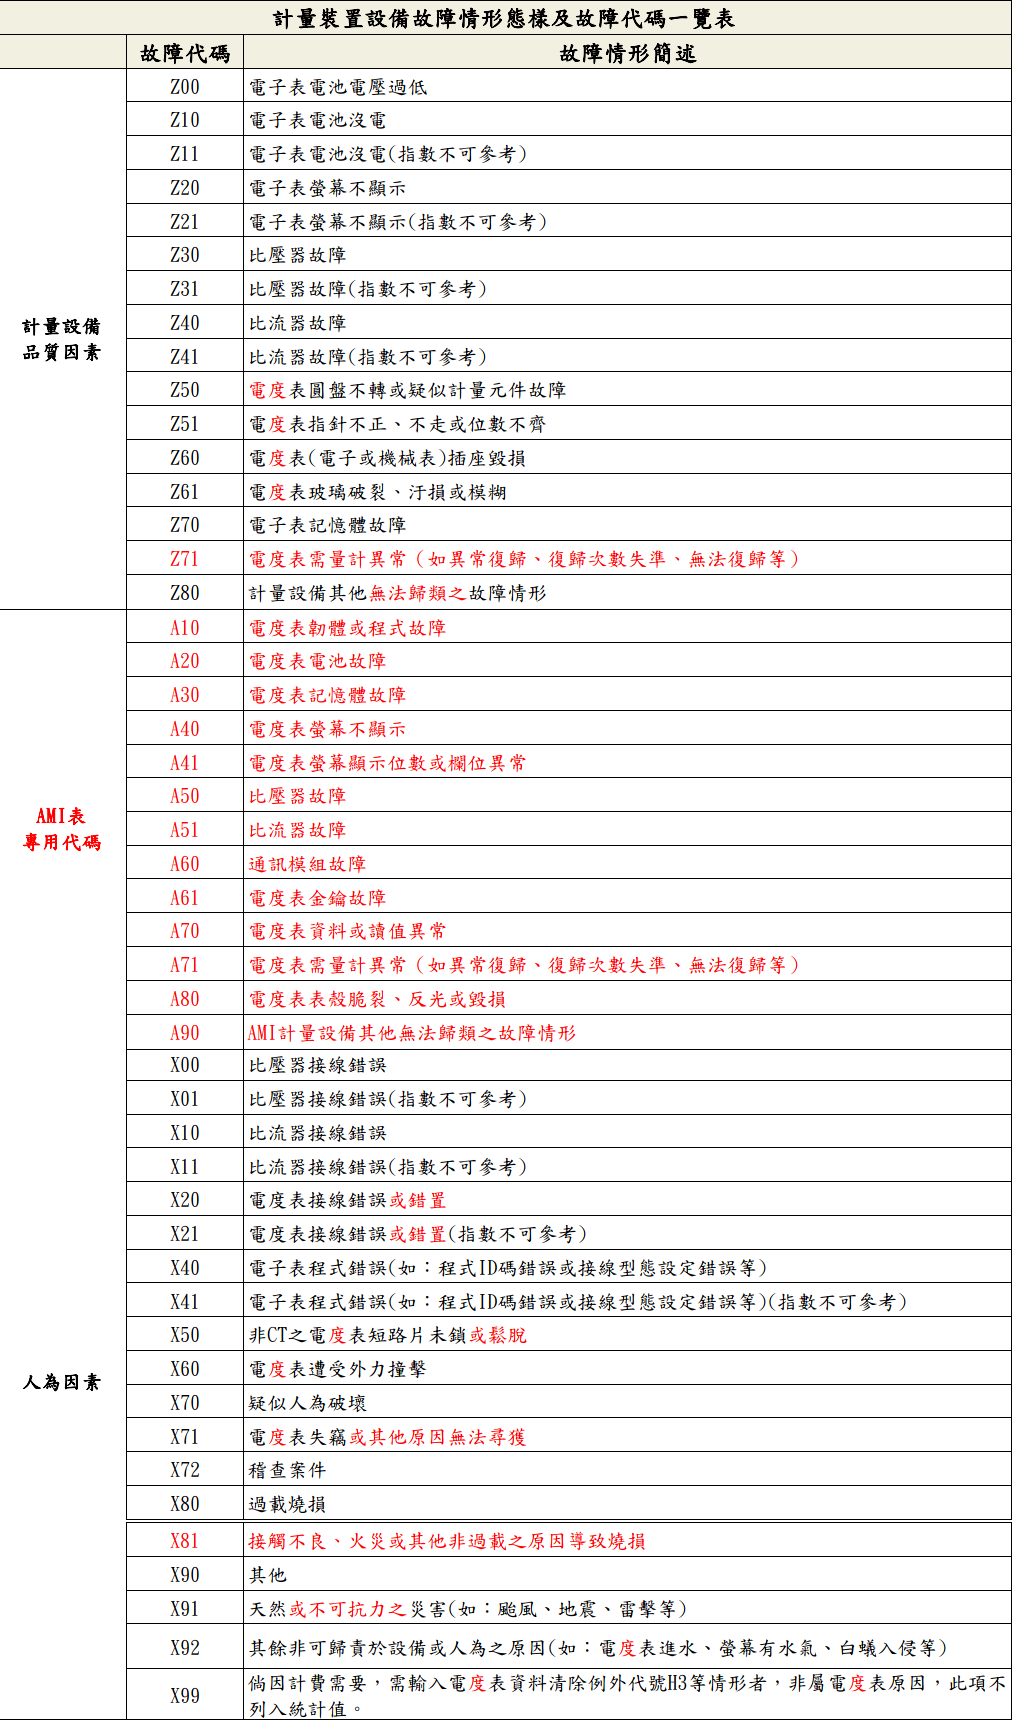 計量裝置設備故障情形態樣及故障代碼一覽表
故障代碼 故障情形簡述
計量設備
品質因素
Z00 電子表電池電壓過低
Z10 電子表電池沒電
Z11 電子表電池沒電(指數不可參考)
Z20 電子表螢幕不顯示
Z21 電子表螢幕不顯示(指數不可參考)
Z30 比壓器故障
Z31 比壓器故障(指數不可參考)
Z40 比流器故障
Z41 比流器故障(指數不可參考)
Z50 電度表圓盤不轉或疑似計量元件故障
Z51 電度表指針不正、不走或位數不齊
Z60 電度表(電子或機械表)插座毀損
Z61 電度表玻璃破裂、汙損或模糊
Z70 電子表記憶體故障
Z71 電度表需量計異常（如異常復歸、復歸次數失準、無法復歸等）
Z80 計量設備其他無法歸類之故障情形
AMI表
專用代碼
A10 電度表韌體或程式故障
A20 電度表電池故障
A30 電度表記憶體故障
A40 電度表螢幕不顯示
A41 電度表螢幕顯示位數或欄位異常
A50 比壓器故障
A51 比流器故障
A60 通訊模組故障
A61 電度表金鑰故障
A70 電度表資料或讀值異常
A71 電度表需量計異常（如異常復歸、復歸次數失準、無法復歸等）
A80 電度表表殼脆裂、反光或毀損
A90 AMI計量設備其他無法歸類之故障情形
人為因素
X00 比壓器接線錯誤
X01 比壓器接線錯誤(指數不可參考)
X10 比流器接線錯誤
X11 比流器接線錯誤(指數不可參考)
X20 電度表接線錯誤或錯置
X21 電度表接線錯誤或錯置(指數不可參考)
X40 電子表程式錯誤(如：程式ID碼錯誤或接線型態設定錯誤等)
X41 電子表程式錯誤(如：程式ID碼錯誤或接線型態設定錯誤等)(指數不可參考)
X50 非CT之電度表短路片未鎖或鬆脫
X60 電度表遭受外力撞擊
X70 疑似人為破壞
X71 電度表失竊或其他原因無法尋獲
X72 稽查案件
X80 過載燒損
X81 接觸不良、火災或其他非過載之原因導致燒損
X90 其他
X91 天然或不可抗力之災害(如：颱風、地震、雷擊等)
X92 其餘非可歸責於設備或人為之原因(如：電度表進水、螢幕有水氣、白蟻入侵等)
X99 倘因計費需要，需輸入電度表資料清除例外代號H3等情形者，非屬電度表原因，此項不
列入統計值。